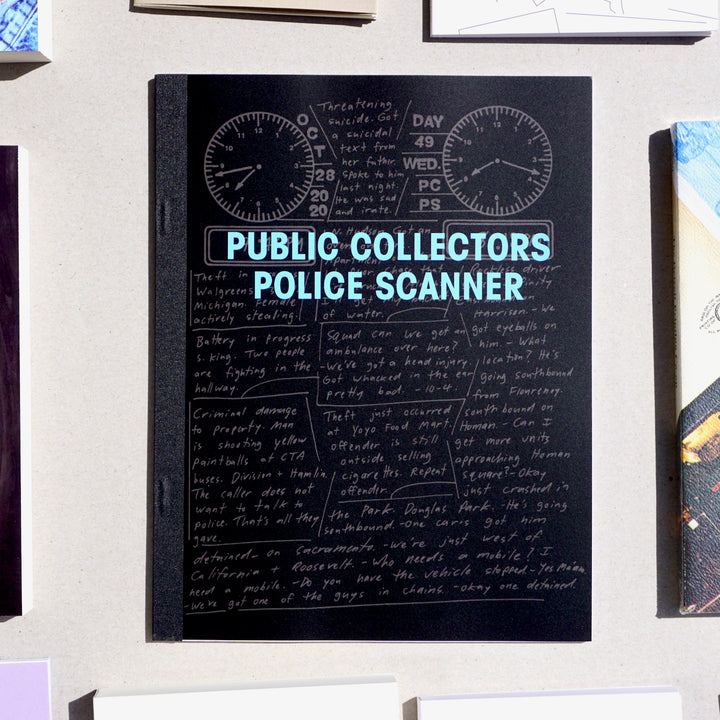 Threatening
suicide. Got
a suicidal
text from
her father.
Spoke to him
last night.
He was sad
and irate.
OCT
28
20
20
DAY
49
WED.
PC
PS
PUBLIC COLLECTORS
POLICE SCANNER
N. Hudson Got an
Theft in
Walgreens
Michigan. Female
actively stealing.
of water.
Reckless driver
Harrison. - We
got eyeballs on
him. - What
location? He's
going southbound
from Flournoy.
southbound on
Homan. - Can I
get more units
approaching Homan
square? - Okay
just crashed in
Battery in progress
S. King. Two people
are fighting in the
hallway.
Squad can we get an
ambulance over here?
- We've got a head injury.
Got whacked in the ear
pretty bad. - 10-4.
Criminal damage
to property. Man
is shooting yellow
paintballs at CTA
buses. Division + Hamlin.
The caller does not
want to talk to
police. That's all they
gave.
Theft just occurred
at Yoyo Food Mart.
offender is still
outside selling
cigarettes. Repeat
offender.
the Park. Douglas Park. - He's going
southbound - one car's got him
detained - on Sacramento. - We're just west of
California + Roosevelt. - Who needs a mobile? I
need a mobile. - Do you have the vehicle stopped - Yes Ma'am
- We've got one of the guys in chains. - Okay one detained.